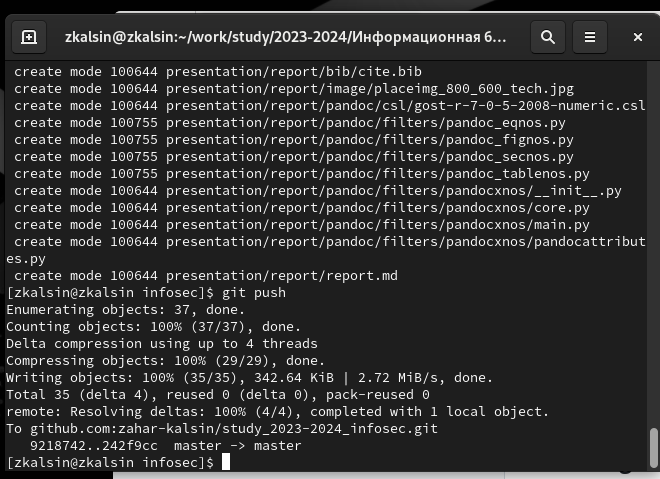 zkalsin@zkalsin:~/work/study/2023-2024/Информационная б...
create mode 100644 presentation/report/bib/cite.bib
create mode 100644 presentation/report/image/placeimg_800_600_tech.jpg
create mode 100644 presentation/report/pandoc/csl/gost-r-7-0-5-2008-numeric.csl
create mode 100755 presentation/report/pandoc/filters/pandoc_eqnos.py
create mode 100755 presentation/report/pandoc/filters/pandoc_fignos.py
create mode 100755 presentation/report/pandoc/filters/pandoc_secnos.py
create mode 100755 presentation/report/pandoc/filters/pandoc_tablenos.py
create mode 100644 presentation/report/pandoc/filters/pandocxnos/__init__.py
create mode 100644 presentation/report/pandoc/filters/pandocxnos/core.py
create mode 100644 presentation/report/pandoc/filters/pandocxnos/main.py
create mode 100644 presentation/report/pandoc/filters/pandocxnos/pandocattribut
es.py
create mode 100644 presentation/report/report.md
[zkalsin@zkalsin infosec]$ git push
Enumerating objects: 37, done.
Counting objects: 100% (37/37), done.
Delta compression using up to 4 threads
Compressing objects: 100% (29/29), done.
Writing objects: 100% (35/35), 342.64 KiB | 2.72 MiB/s, done.
Total 35 (delta 4), reused 0 (delta 0), pack-reused 0
remote: Resolving deltas: 100% (4/4), completed with 1 local object.
To github.com:zahar-kalsin/study_2023-2024_infosec.git
9218742..242f9cc  master -> master
[zkalsin@zkalsin infosec]$